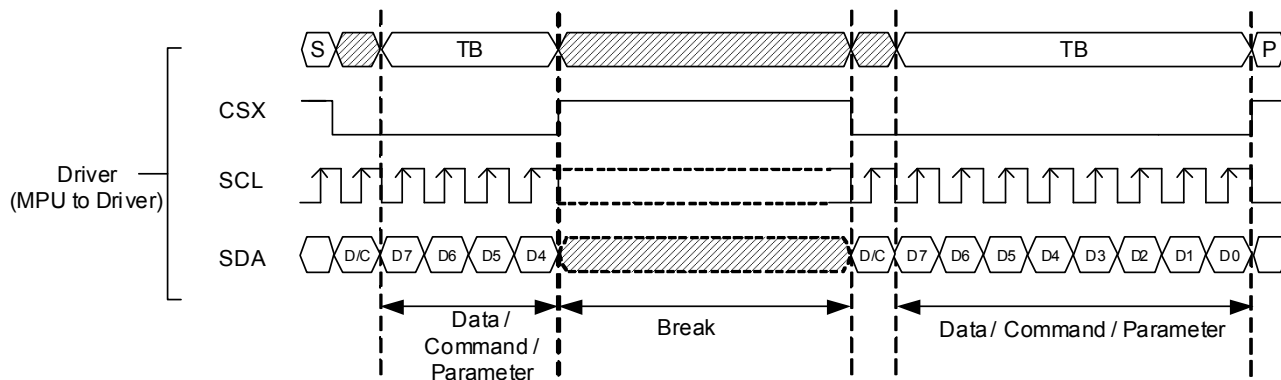 S TB TB P
CSX
Driver
(MPU to Driver)
SCL
SDA D/C D7 D6 D5 D4 D/C D7 D6 D5 D4 D3 D2 D1 D0
Data / Command / Parameter
Break
Data / Command / Parameter